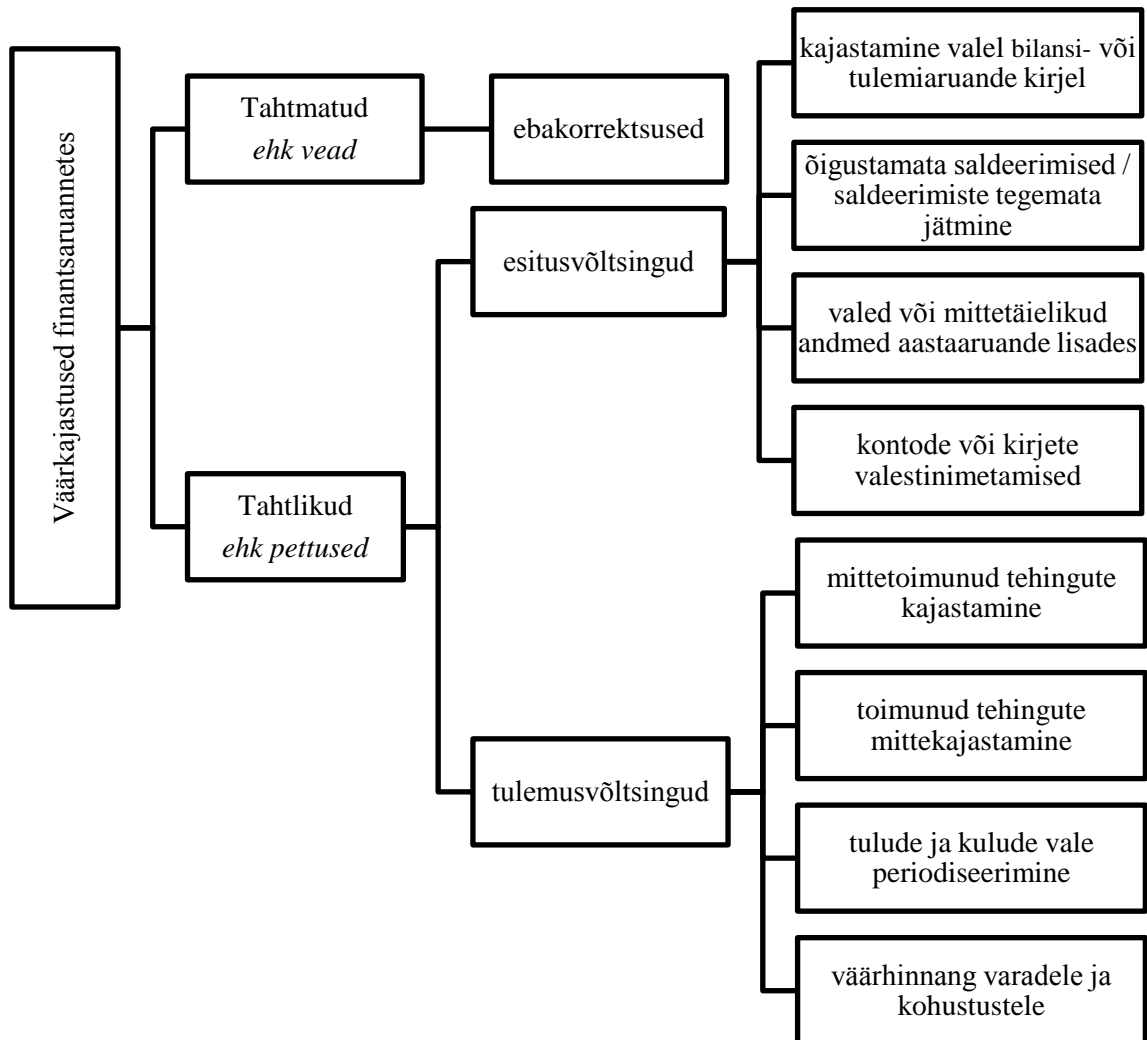 Väärkajastused finantsaruannetes
Tahtmatud
ehk vead
ebakorrektsused
Tahtlikud
ehk pettused
esitusvõltsingud
kajastamine valel bilansi- või
tulemiaruande kirjel
õigustamata saldeerimised /
saldeerimiste tegemata
jätmine
valed või mittetäielikud
andmed aastaaruande lisades
kontode või kirjete
valestinimetamised
tulemusvõltsingud
mittetoimunud tehingute
kajastamine
toimunud tehingute
mittekajastamine
tulude ja kulude vale
periodiseerimine
väärhinnang varadele ja
kohustustele